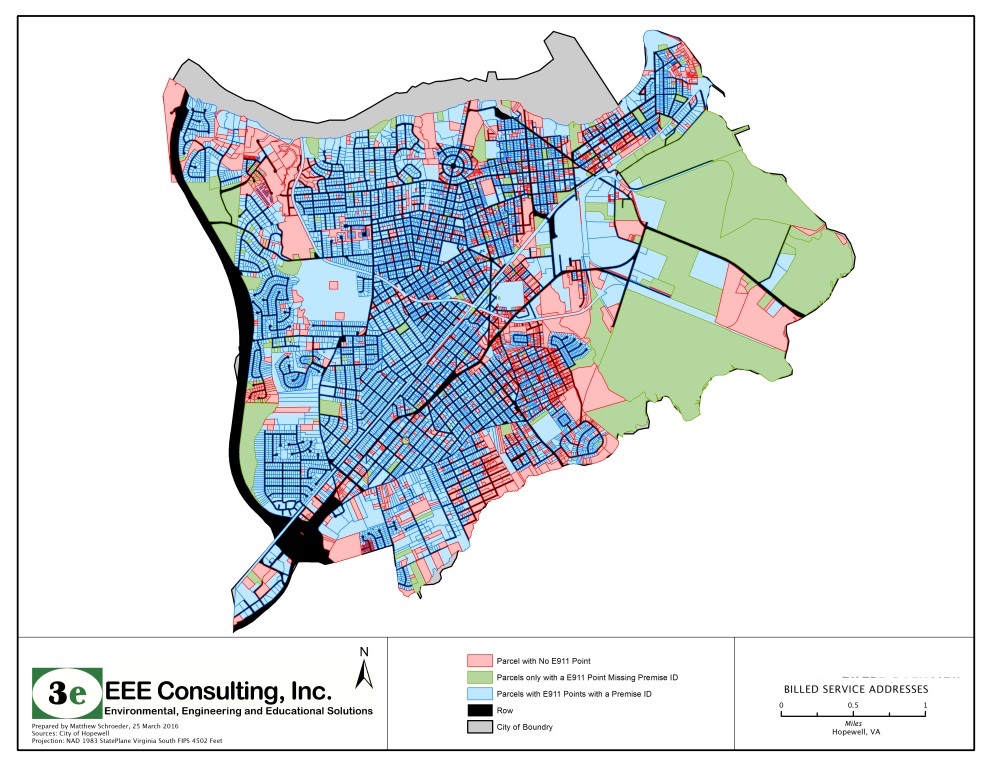 N
3e EEE Consulting, Inc.
Environmental, Engineering and Educational Solutions
Prepared by Matthew Schroeder, 25 March 2016
Sources: City of Hopewell
Projection: NAD 1983 StatePlane Virginia South FIPS 4502 Feet
Parcel with No E911 Point
Parcels only with a E911 Point Missing Premise ID
Parcels with E911 Points with a Premise ID
Row
City of Boundry
BILLED SERVICE ADDRESSES
0 0.5 1
Miles
Hopewell, VA